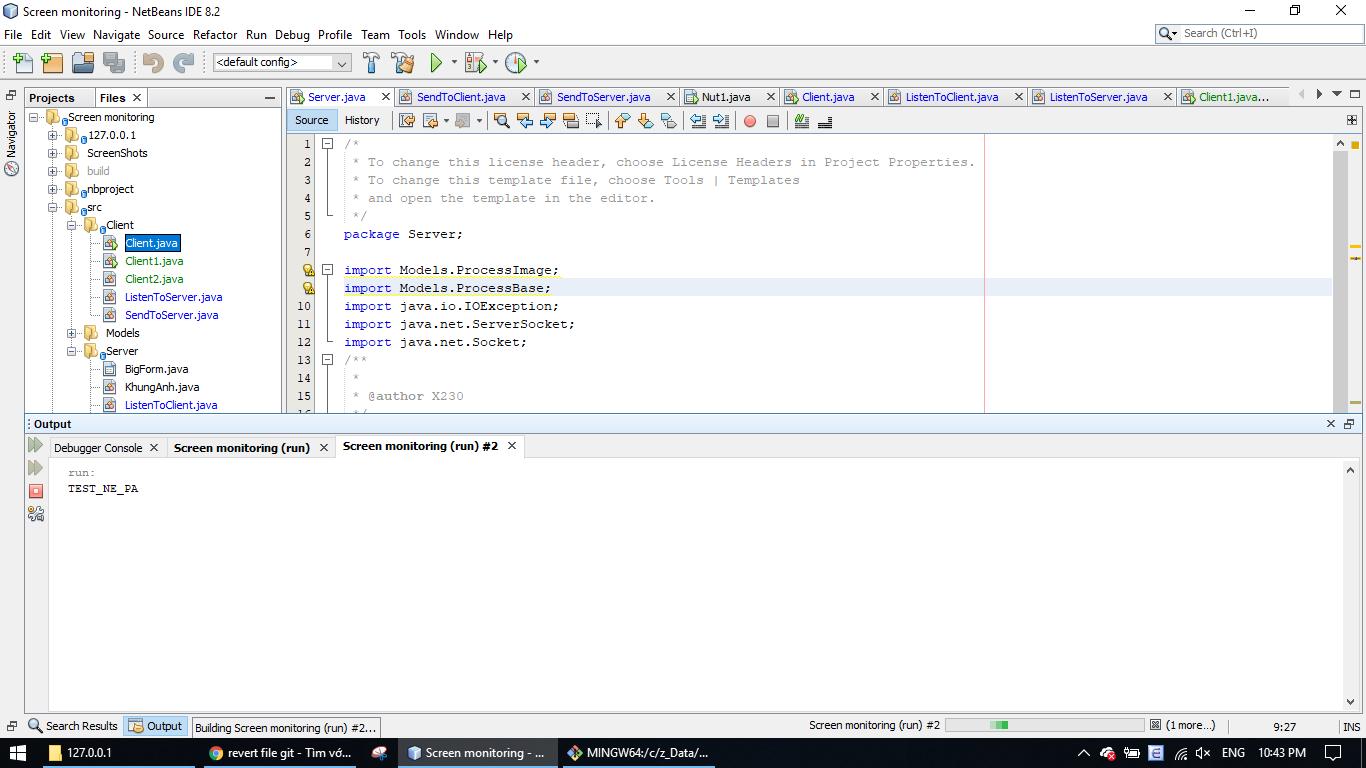 Screen monitoring - NetBeans IDE 8.2
File Edit View Navigate Source Refactor Run Debug Profile Team Tools Window Help
Search (Ctrl+I)
<default config>
Projects Files
Server.java SendToClient.java SendToServer.java Nut1.java Client.java ListenToClient.java ListenToServer.java Client1.java...
Navigator
Source History
Screen monitoring
127.0.0.1
ScreenShots
build
nbproject
src
Client
Client.java
Client1.java
Client2.java
ListenToServer.java
SendToServer.java
Models
Server
BigForm.java
KhungAnh.java
ListenToClient.java
1 /*
2 * To change this license header, choose License Headers in Project Properties.
3 * To change this template file, choose Tools | Templates
4 * and open the template in the editor.
5 */
6 package Server;
7
import Models.ProcessImage;
import Models.ProcessBase;
10 import java.io.IOException;
11 import java.net.ServerSocket;
12 import java.net.Socket;
13 /**
14 *
15 * @author X230
Output
Debugger Console Screen monitoring (run) Screen monitoring (run) #2
run:
TEST_NE_PA
Search Results Output Building Screen monitoring (run) #2... Screen monitoring (run) #2 (1 more...) 9:27 INS
127.0.0.1 revert file git - Tìm vớ... Screen monitoring - ... MINGW64:/c/z_Data/... ENG 10:43 PM